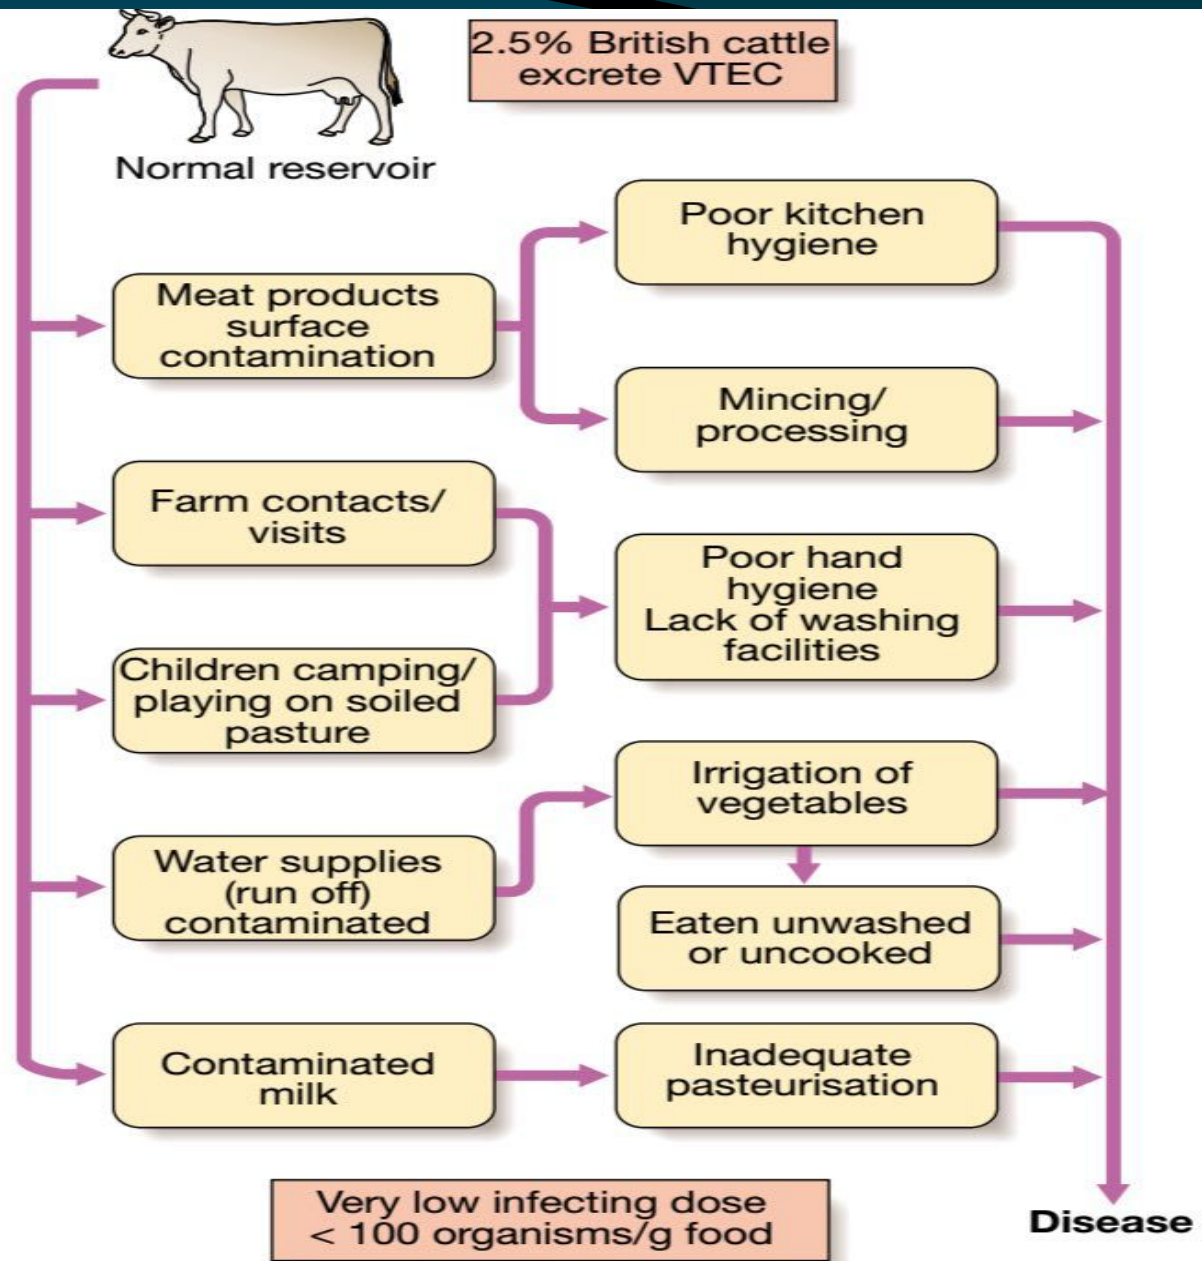 2.5% British cattle
excrete VTEC
Normal reservoir
Poor kitchen
hygiene
Meat products
surface
contamination
Mincing/
processing
Farm contacts/
visits
Poor hand
hygiene
Lack of washing
facilities
Children camping/
playing on soiled
pasture
Irrigation of
vegetables
Water supplies
(run off)
contaminated
Eaten unwashed
or uncooked
Contaminated
milk
Inadequate
pasteurisation
Very low infecting dose
< 100 organisms/g food
Disease